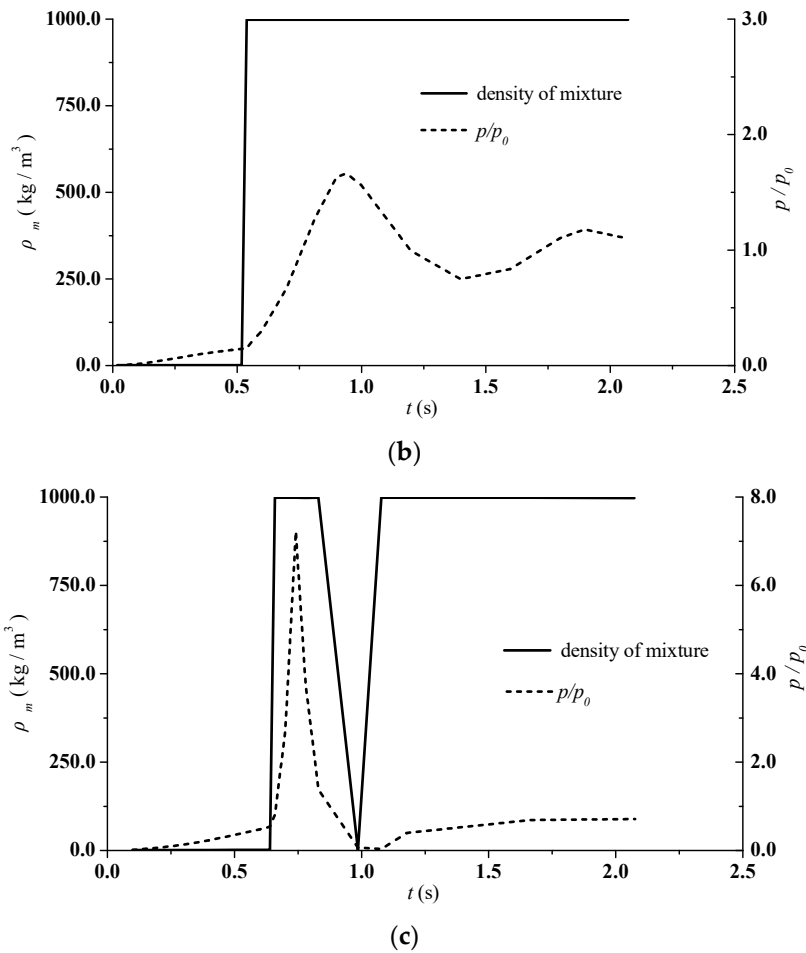 1000.0
750.0
500.0
250.0
0.0
ρ m ( kg / m3 )
3.0
2.0
1.0
0.0
p / p0
density of mixture
p/p0
0.0 0.5 1.0 1.5 2.0 2.5
t (s)
(b)
1000.0
750.0
500.0
250.0
0.0
ρ m ( kg / m3 )
8.0
6.0
4.0
2.0
0.0
p / p0
density of mixture
p/p0
0.0 0.5 1.0 1.5 2.0 2.5
t (s)
(c)